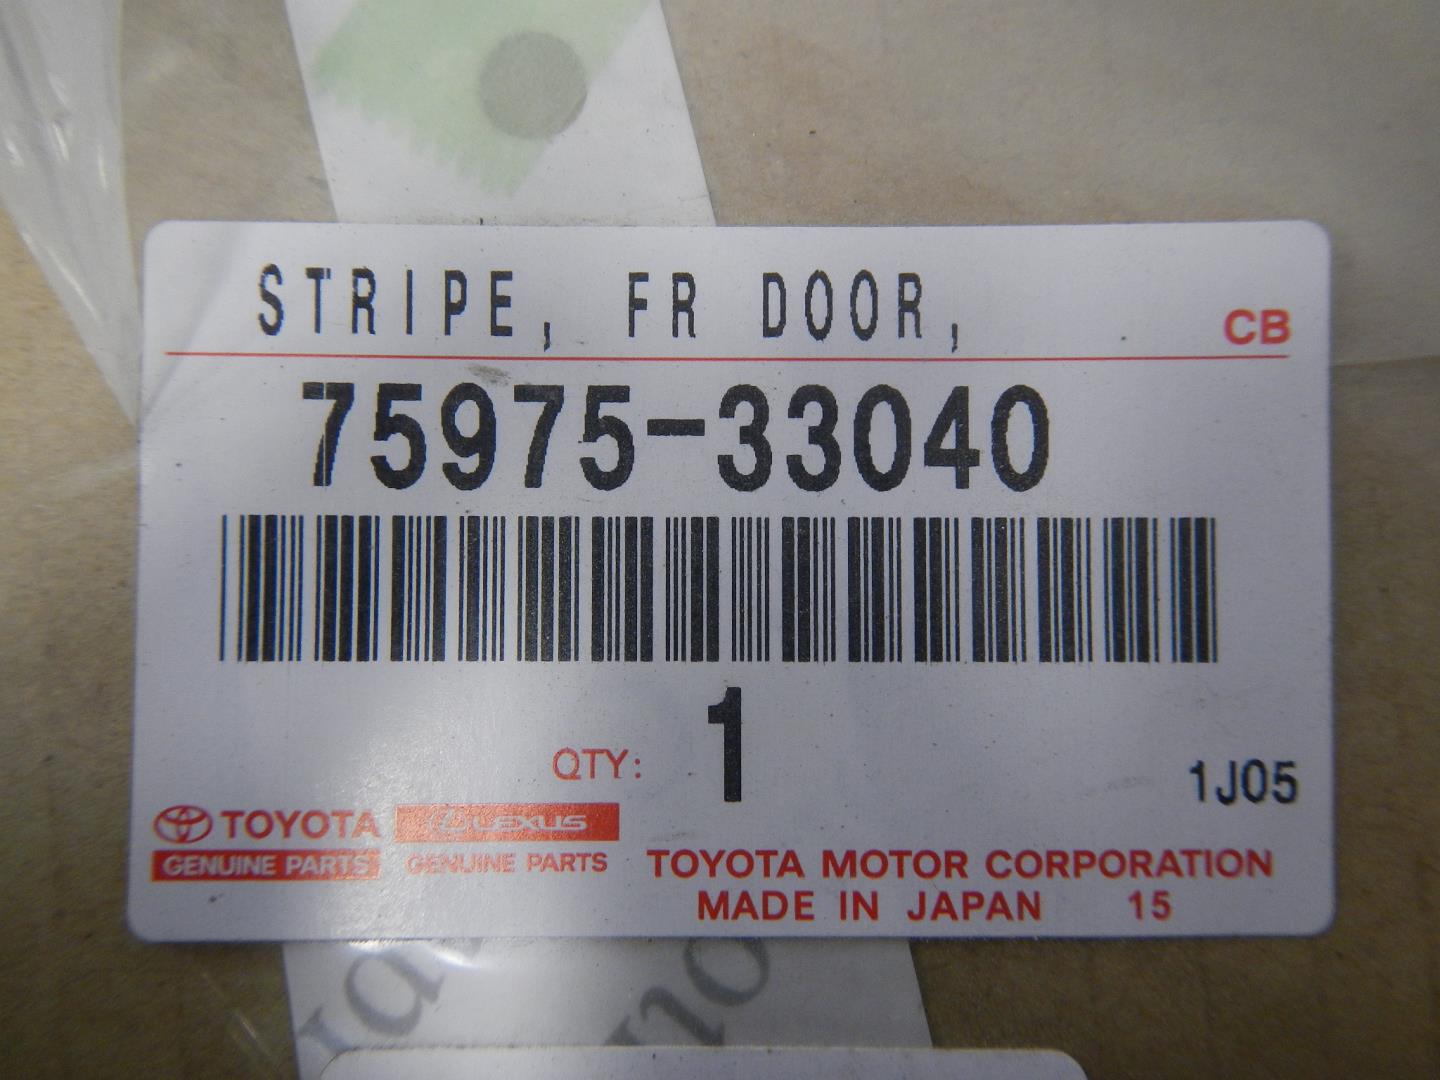 STRIPE, FR DOOR,
CB
75975-33040
QTY: 1
1J05
TOYOTA
GENUINE PARTS
LEXUS
GENUINE PARTS
TOYOTA MOTOR CORPORATION
MADE IN JAPAN 15